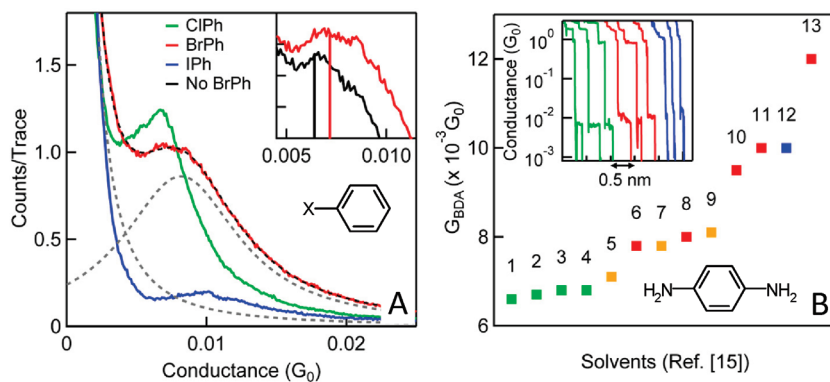 ClPh
BrPh
IPh
No BrPh
1.5
1.0
0.5
0
Counts/Trace
0
0.01
0.02
Conductance (G0)
0.005
0.010
X
A
12
10
8
6
GBDA (x 10-3 G0)
Conductance (G0)
100
10-1
10-2
10-3
0.5 nm
1
2
3
4
5
6
7
8
9
10
11
12
13
H2N
NH2
B
Solvents (Ref. [15])